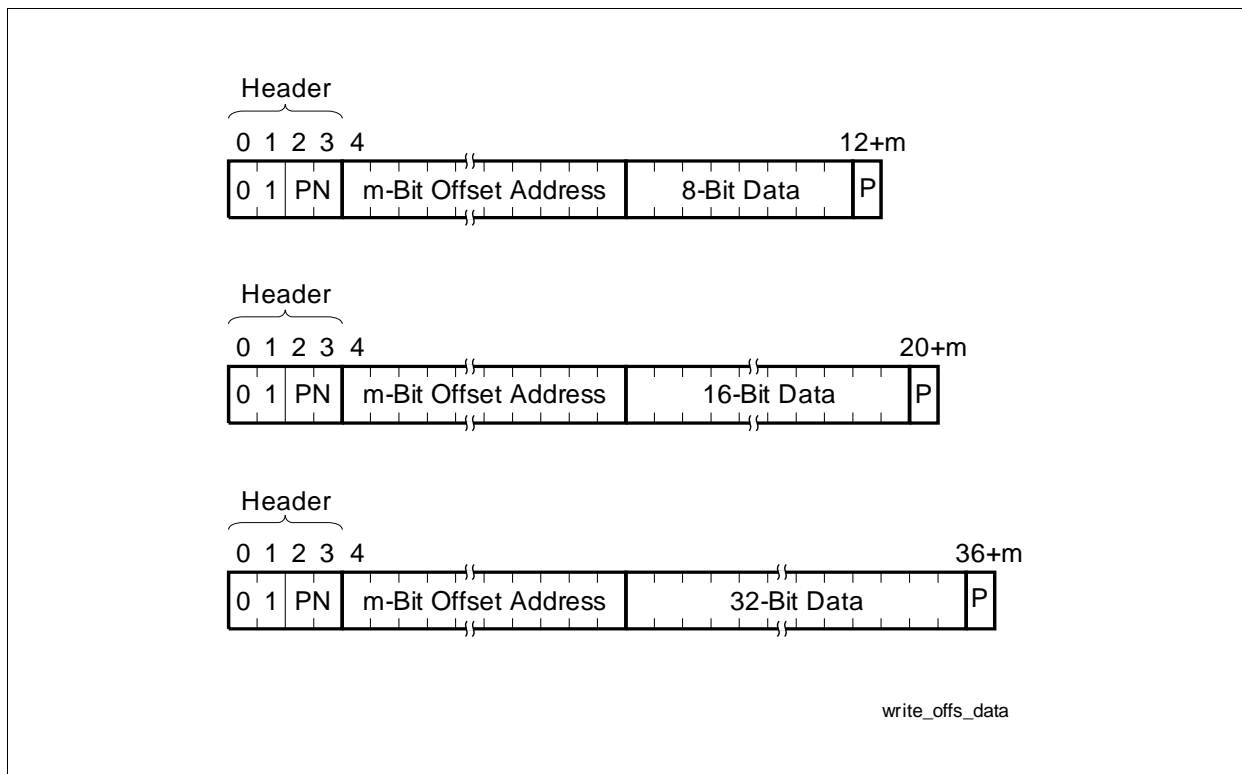 Header
0 1 2 3 4 12+m
0 1 PN m-Bit Offset Address 8-Bit Data P
Header
0 1 2 3 4 20+m
0 1 PN m-Bit Offset Address 16-Bit Data P
Header
0 1 2 3 4 36+m
0 1 PN m-Bit Offset Address 32-Bit Data P
write_offs_data